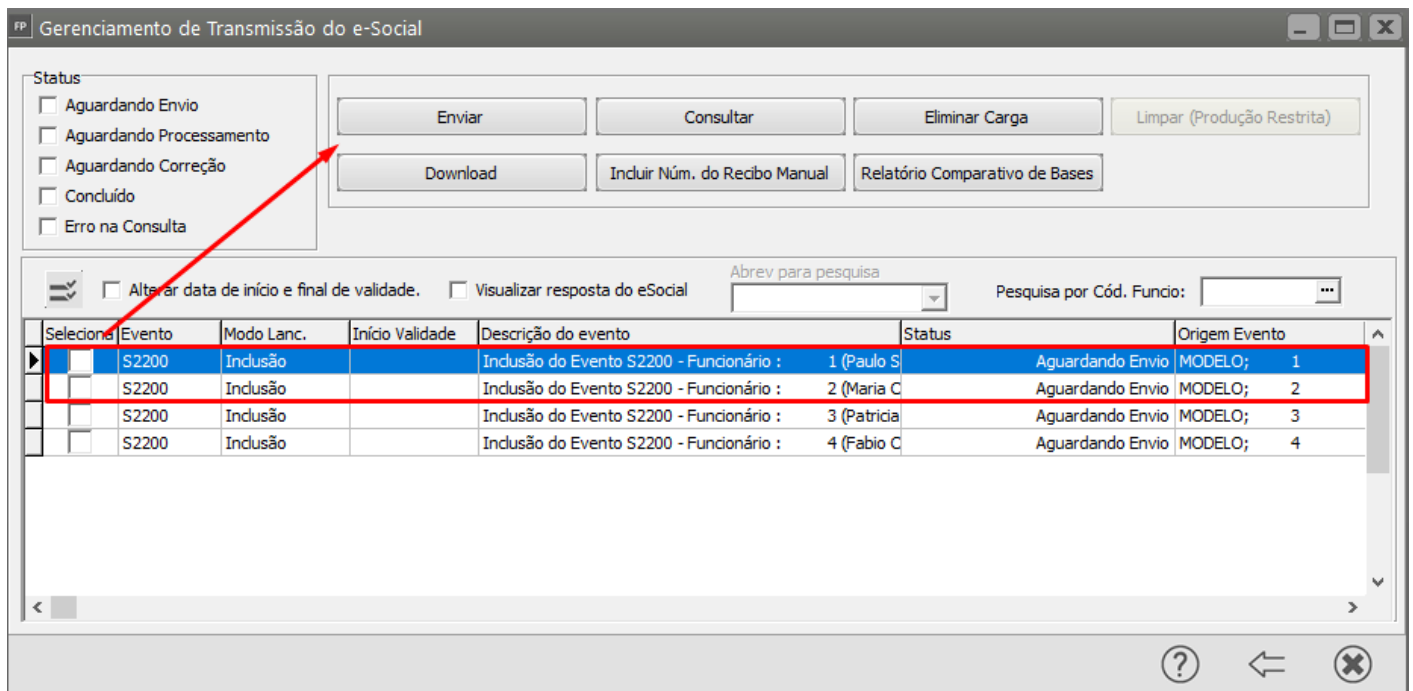 FP Gerenciamento de Transmissão do e-Social
Status
Aguardando Envio
Aguardando Processamento
Aguardando Correção
Concluído
Erro na Consulta
Enviar Consultar Eliminar Carga Limpar (Produção Restrita)
Download Incluir Núm. do Recibo Manual Relatório Comparativo de Bases
Abrev para pesquisa
Alterar data de início e final de validade. Visualizar resposta do eSocial Pesquisa por Cód. Funcio: ...
Seleciona Evento Modo Lanc. Início Validade Descrição do evento Status Origem Evento
S2200 Inclusão Inclusão do Evento S2200 - Funcionário : 1 (Paulo S Aguardando Envio MODELO; 1
S2200 Inclusão Inclusão do Evento S2200 - Funcionário : 2 (Maria C Aguardando Envio MODELO; 2
S2200 Inclusão Inclusão do Evento S2200 - Funcionário : 3 (Patricia Aguardando Envio MODELO; 3
S2200 Inclusão Inclusão do Evento S2200 - Funcionário : 4 (Fabio C Aguardando Envio MODELO; 4